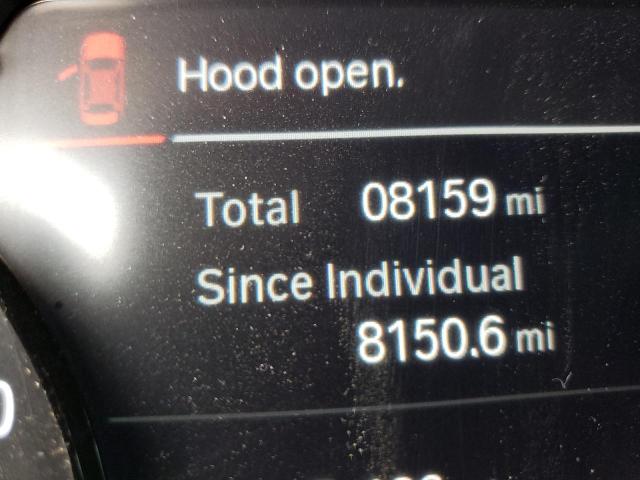 Hood open.
Total 08159 mi
Since Individual
8150.6 mi